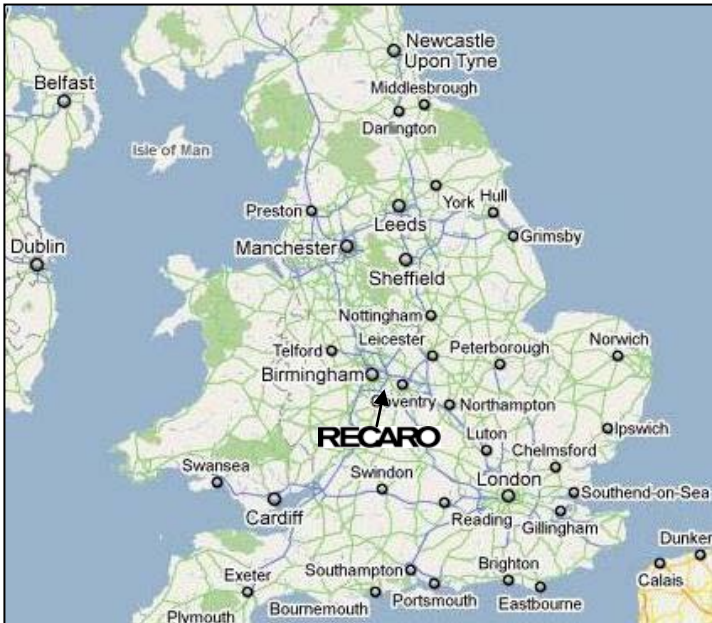 Newcastle
Upon Tyne
Belfast
Middlesbrough
Darlington
Isle of Man
York
Hull
Preston
Leeds
Dublin
Manchester
Grimsby
Sheffield
Nottingham
Telford
Leicester
Peterborough
Norwich
Birmingham
Coventry
Northampton
RECARO
Luton
Ipswich
Chelmsford
Swansea
Swindon
London
Southend-on-Sea
Cardiff
Reading
Gillingham
Dunker
Southampton
Brighton
Calais
Exeter
Portsmouth
Eastbourne
Bournemouth
Plymouth